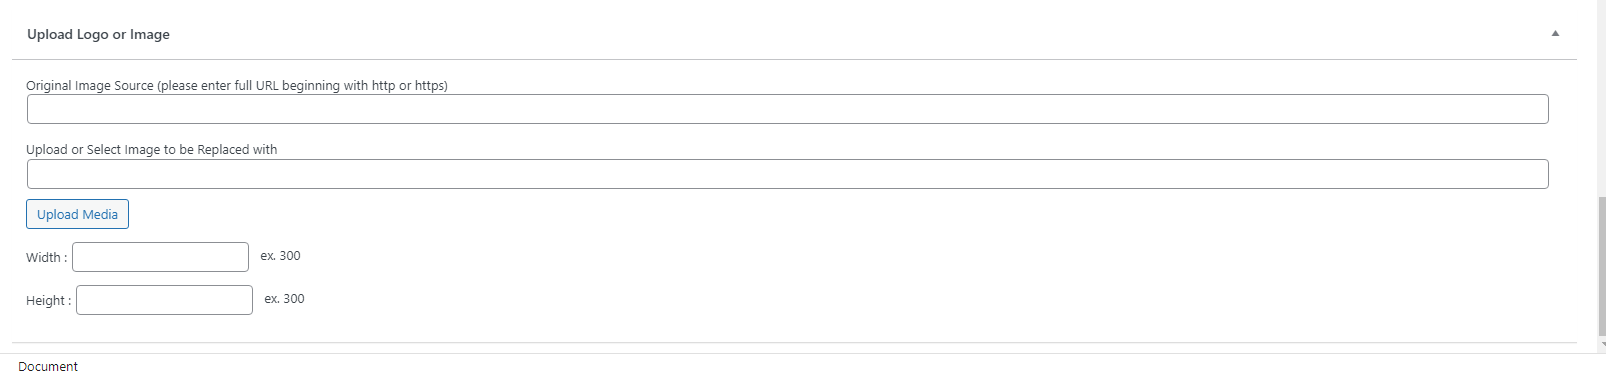 Upload Logo or Image
Original Image Source (please enter full URL beginning with http or https)
Upload or Select Image to be Replaced with
Upload Media
Width : ex. 300
Height : ex. 300
Document